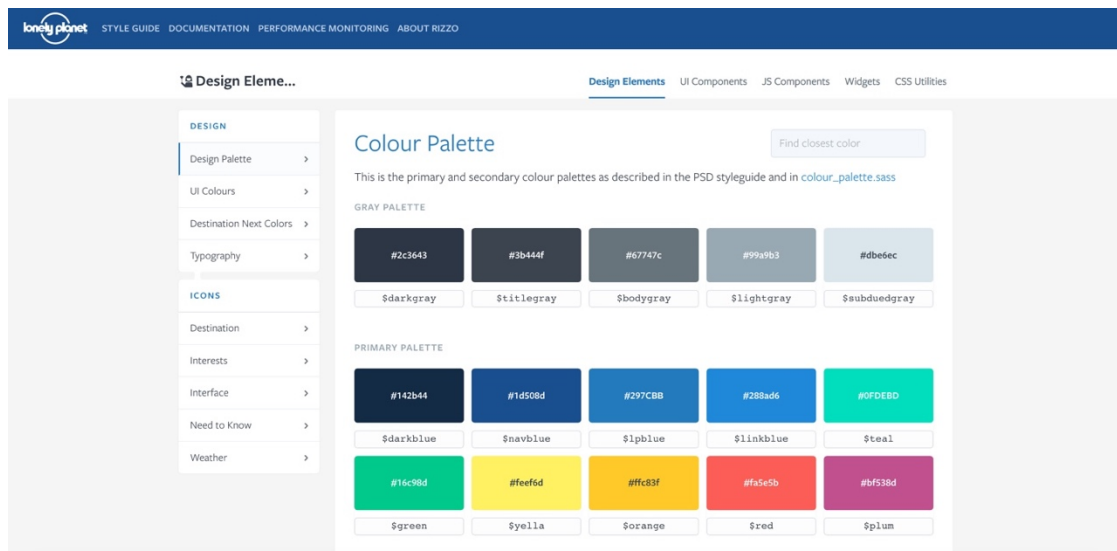 lonely planet STYLE GUIDE DOCUMENTATION PERFORMANCE MONITORING ABOUT RIZZO
Design Eleme...
Design Elements UI Components JS Components Widgets CSS Utilities
DESIGN
Design Palette
UI Colours
Destination Next Colors
Typography
ICONS
Destination
Interests
Interface
Need to Know
Weather
Colour Palette
Find closest color
This is the primary and secondary colour palettes as described in the PSD styleguide and in colour_palette.sass
GRAY PALETTE
#2c3643 #3b444f #67747c #99a9b3 #dbe6ec
$darkgray $titlegray $bodygray $lightgray $subduedgray
PRIMARY PALETTE
#142b44 #1d508d #297CBB #288ad6 #0FDEBD
$darkblue $navblue $lpblue $linkblue $teal
#16c98d #feef6d #ffc83f #fa5e5b #bf538d
$green $yella $orange $red $plum